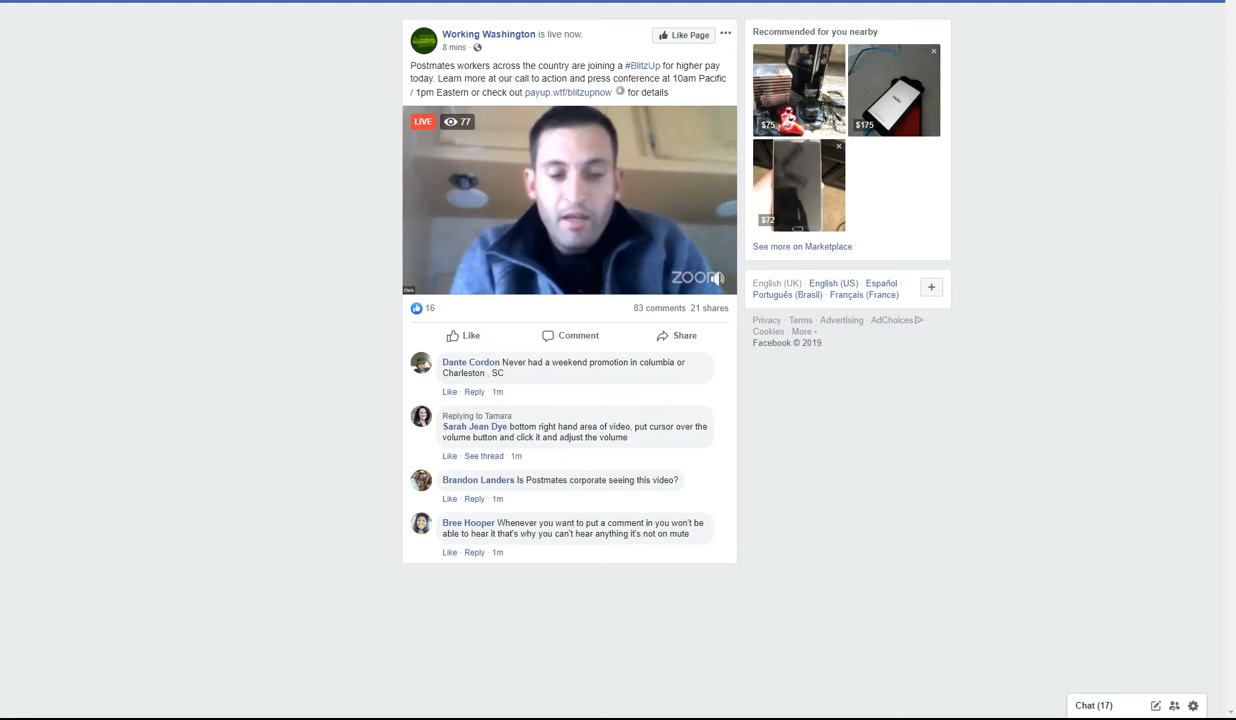 Working Washington is live now.
8 mins ·
Like Page
Postmates workers across the country are joining a #BlitzUp for higher pay
today. Learn more at our call to action and press conference at 10am Pacific
/ 1pm Eastern or check out payup.wtf/blitzupnow for details
LIVE 77
zoom
Chris
16
83 comments 21 shares
Like Comment Share
Dante Cordon Never had a weekend promotion in columbia or
Charleston , SC
Like · Reply · 1m
Replying to Tamara
Sarah Jean Dye bottom right hand area of video, put cursor over the
volume button and click it and adjust the volume
Like · See thread · 1m
Brandon Landers Is Postmates corporate seeing this video?
Like · Reply · 1m
Bree Hooper Whenever you want to put a comment in you won't be
able to hear it that's why you can't hear anything it's not on mute
Like · Reply · 1m
Recommended for you nearby
$75
$175
$72
See more on Marketplace
English (UK) · English (US) · Español ·
Português (Brasil) · Français (France)
Privacy · Terms · Advertising · AdChoices ·
Cookies · More
Facebook © 2019
Chat (17)